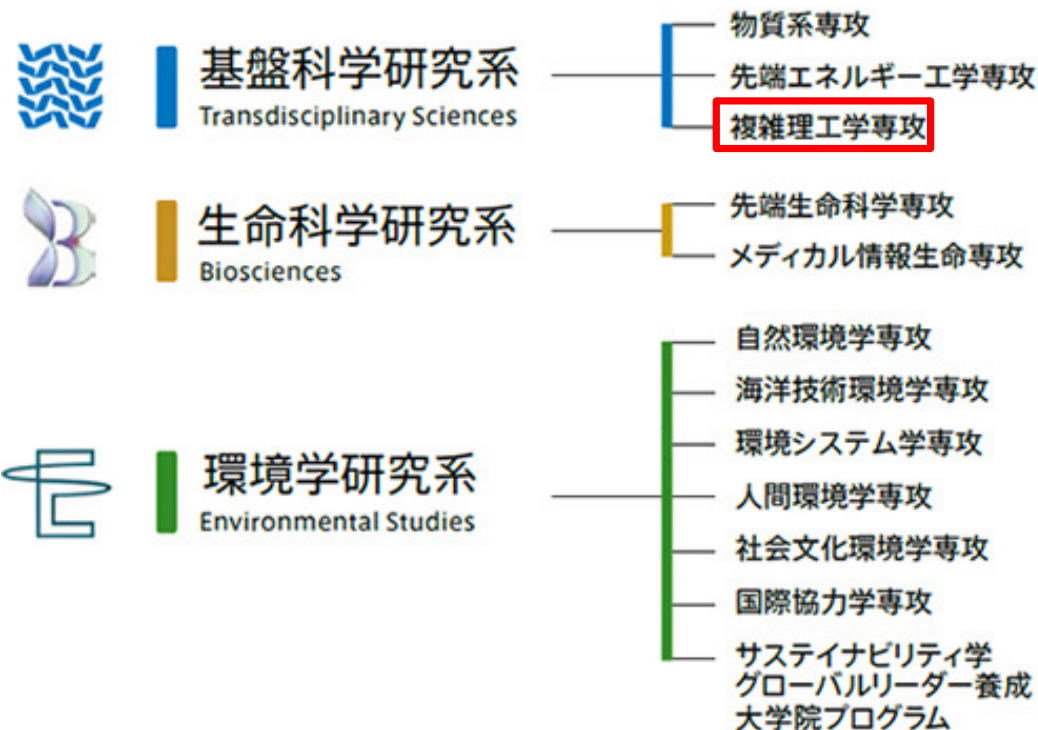 基盤科学研究系
Transdisciplinary Sciences
物質系専攻
先端エネルギー工学専攻
複雑理工学専攻
生命科学研究系
Biosciences
先端生命科学専攻
メディカル情報生命専攻
環境学研究系
Environmental Studies
自然環境学専攻
海洋技術環境学専攻
環境システム学専攻
人間環境学専攻
社会文化環境学専攻
国際協力学専攻
サステイナビリティ学
グローバルリーダー養成
大学院プログラム